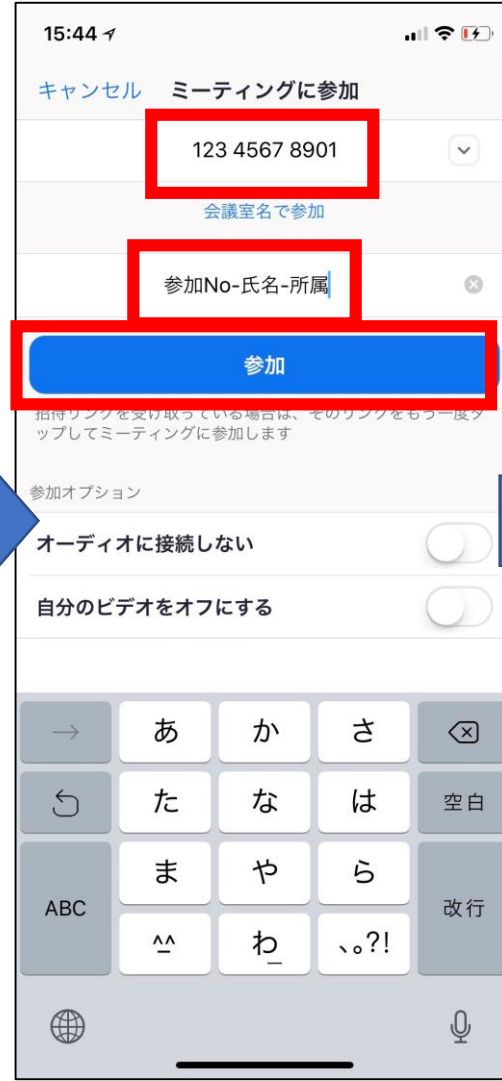 15:44
キャンセル ミーティングに参加
123 4567 8901
会議室名で参加
参加No-氏名-所属
参加
招待リンクを受け取っている場合は、そのリンクをもう一度タ
ップしてミーティングに参加します
参加オプション
オーディオに接続しない
自分のビデオをオフにする
→ あ か さ
た な は 空白
ま や ら
ABC 改行
^^ わ_ 、。?!